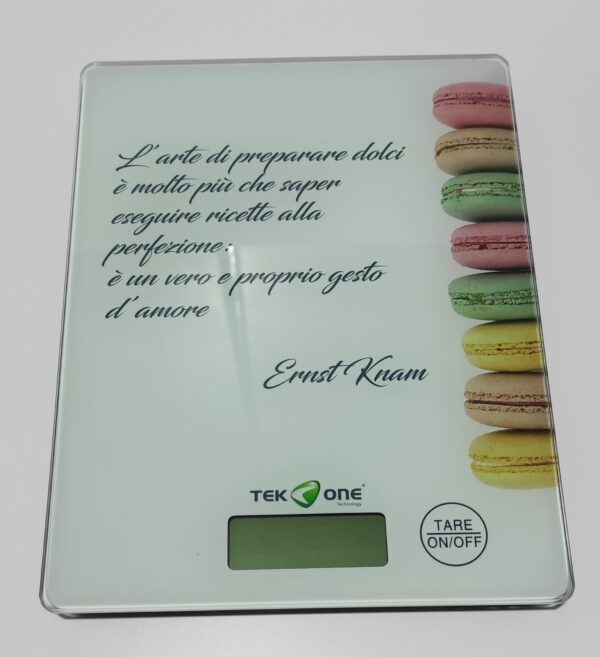 L'arte di preparare dolci
è molto più che saper
eseguire ricette alla
perfezione:
è un vero e proprio gesto
d'amore
Ernst Knam
TEK ONE®
Technology
TARE
ON/OFF